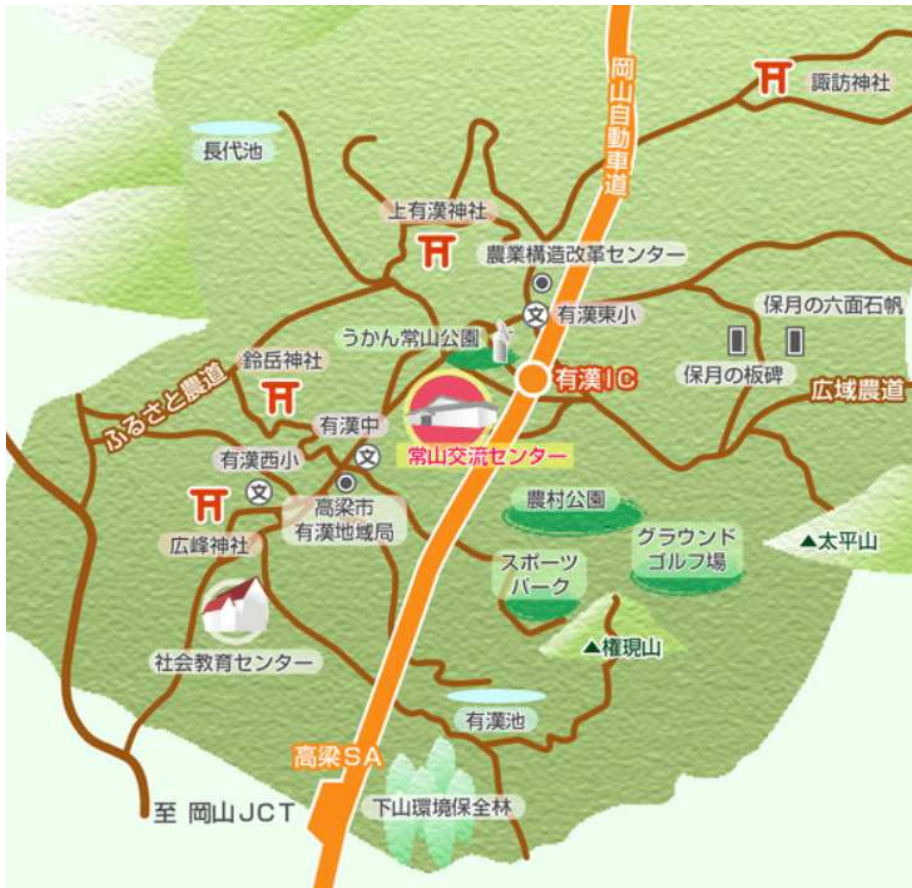 岡山自動車道
諏訪神社
長代池
上有漢神社
農業構造改革センター
文
有漢東小
保月の六面石帆
うかん常山公園
保月の板碑
鈴岳神社
有漢IC
広域農道
ふるさと農道
有漢中
文
常山交流センター
有漢西小
文
高梁市
有漢地域局
農村公園
広峰神社
グラウンド
ゴルフ場
▲太平山
スポーツ
パーク
▲権現山
社会教育センター
有漢池
高梁SA
下山環境保全林
至 岡山JCT